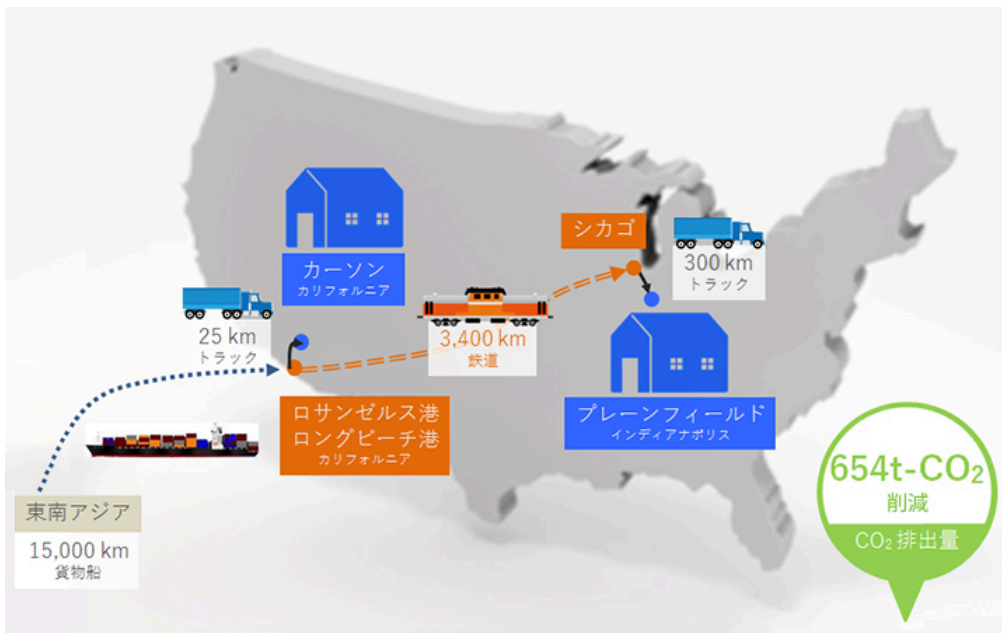 シカゴ
300 km
トラック
カーソン
カリフォルニア
25 km
トラック
3,400 km
鉄道
ロサンゼルス港
ロングビーチ港
カリフォルニア
プレーンフィールド
インディアナポリス
東南アジア
15,000 km
貨物船
654t-CO₂
削減
CO₂ 排出量